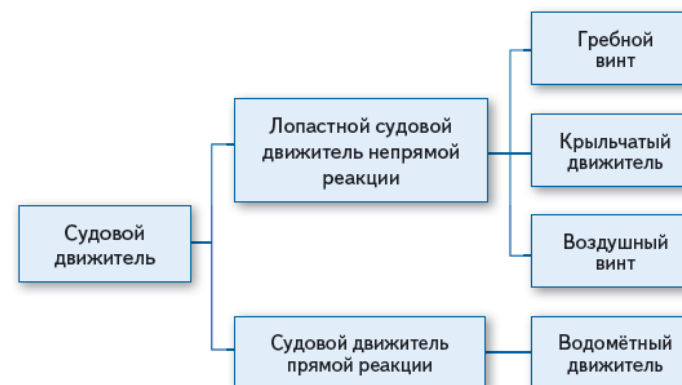 Гребной
винт
Лопастной судовой
движитель непрямой
реакции
Крыльчатый
движитель
Судовой
движитель
Воздушный
винт
Судовой движитель
прямой реакции
Водомётный
движитель